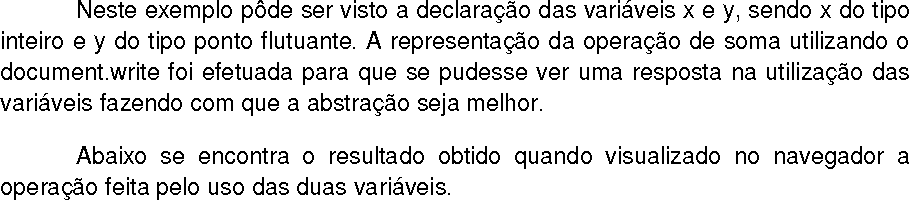 Neste exemplo pôde ser visto a declaração das variáveis x e y, sendo x do tipo
inteiro e y do tipo ponto flutuante. A representação da operação de soma utilizando o
document.write foi efetuada para que se pudesse ver uma resposta na utilização das
variáveis fazendo com que a abstração seja melhor.
Abaixo se encontra o resultado obtido quando visualizado no navegador a
operação feita pelo uso das duas variáveis.